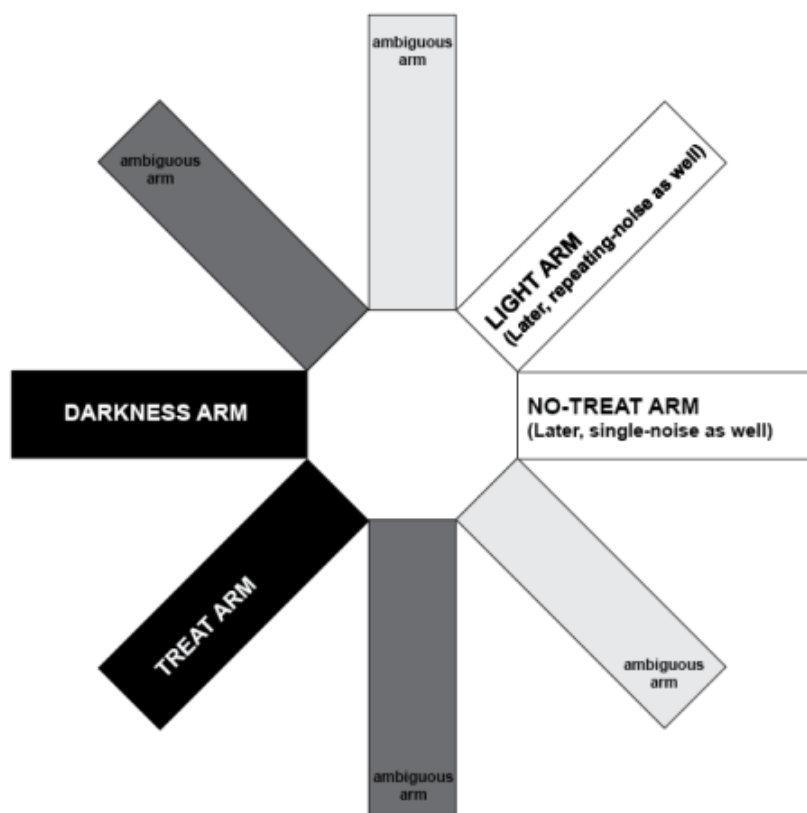 ambiguous
arm
ambiguous
arm
LIGHT ARM
(Later, repeating-noise as well)
DARKNESS ARM
NO-TREAT ARM
(Later, single-noise as well)
TREAT ARM
ambiguous
arm
ambiguous
arm